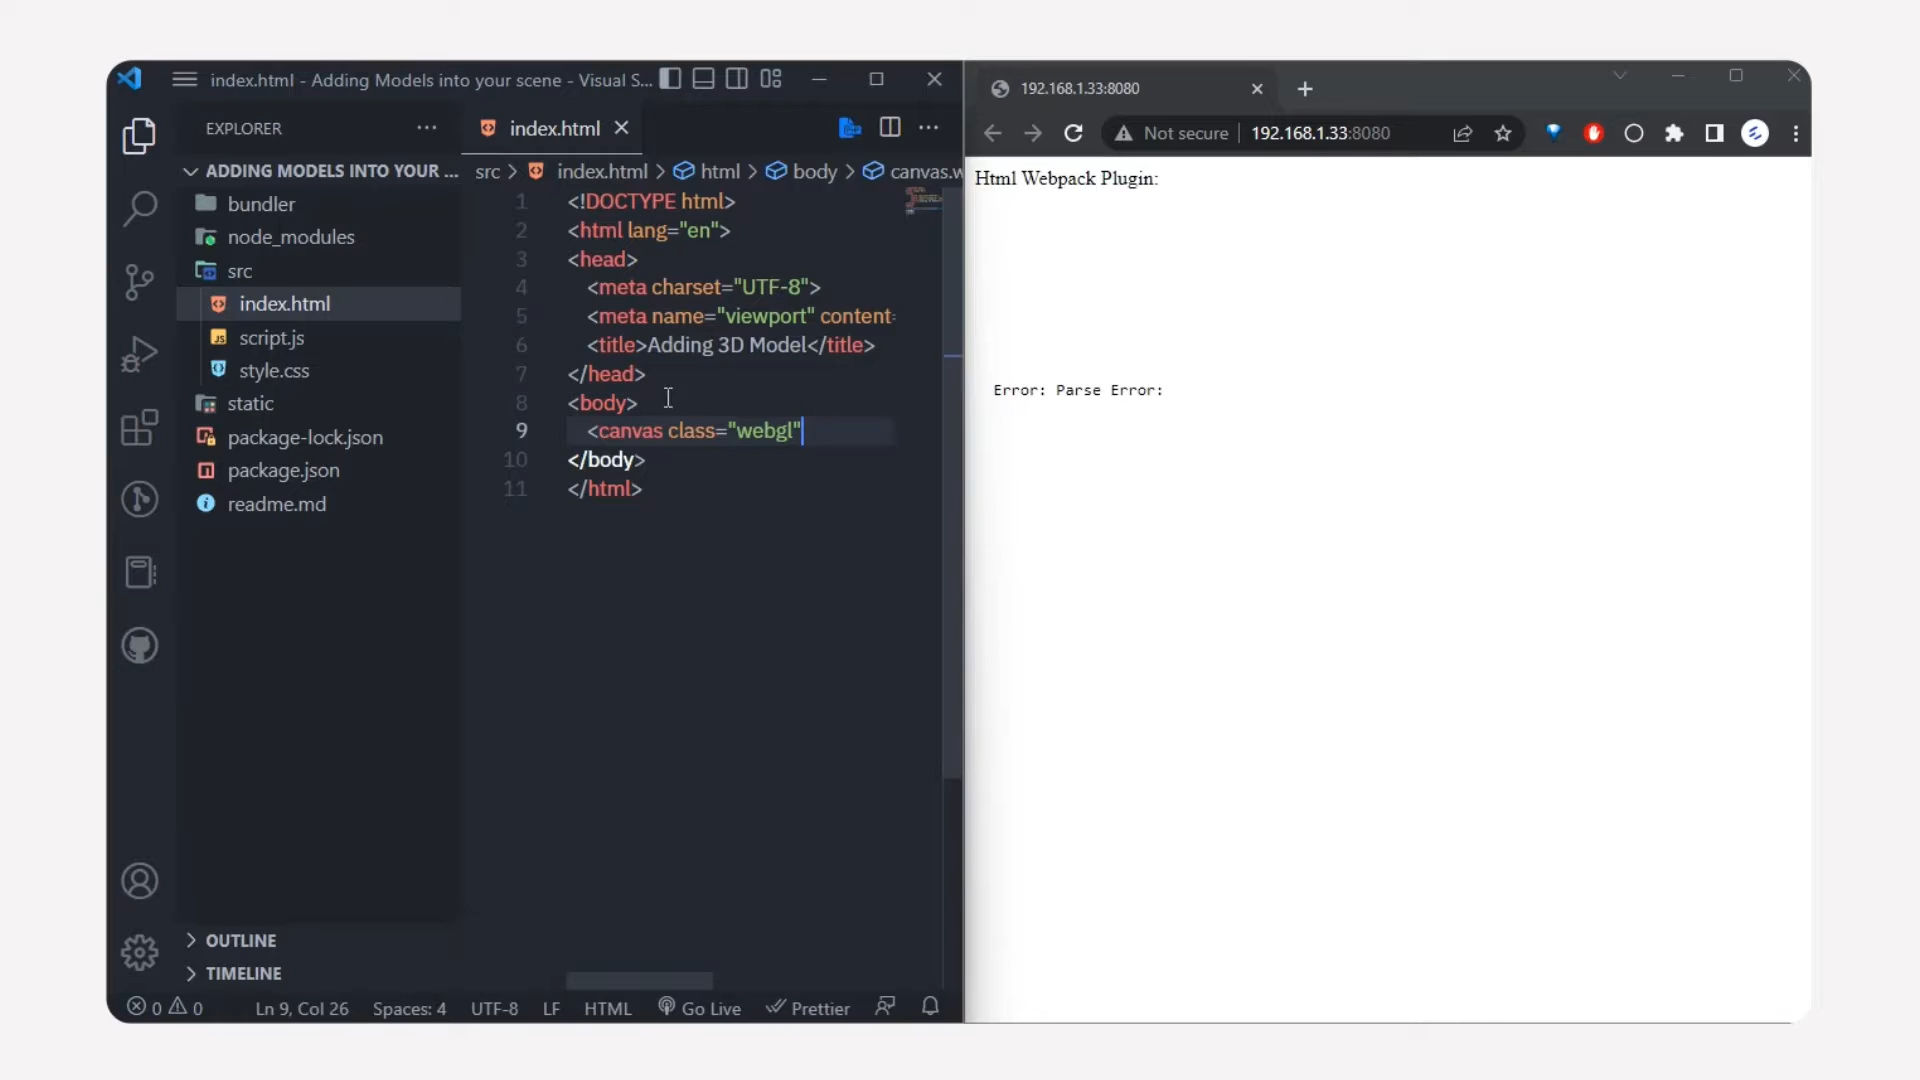 index.html - Adding Models into your scene - Visual S...
EXPLORER
ADDING MODELS INTO YOUR ...
bundler
node_modules
src
index.html
script.js
style.css
static
package-lock.json
package.json
readme.md
OUTLINE
TIMELINE
index.html
src > index.html > html > body > canvas.w
1 <!DOCTYPE html>
2 <html lang="en">
3 <head>
4 <meta charset="UTF-8">
5 <meta name="viewport" content=
6 <title>Adding 3D Model</title>
7 </head>
8 <body>
9 <canvas class="webgl"
10 </body>
11 </html>
0 0 Ln 9, Col 26 Spaces: 4 UTF-8 LF HTML Go Live Prettier
192.168.1.33:8080
Not secure 192.168.1.33:8080
Html Webpack Plugin:
Error: Parse Error: